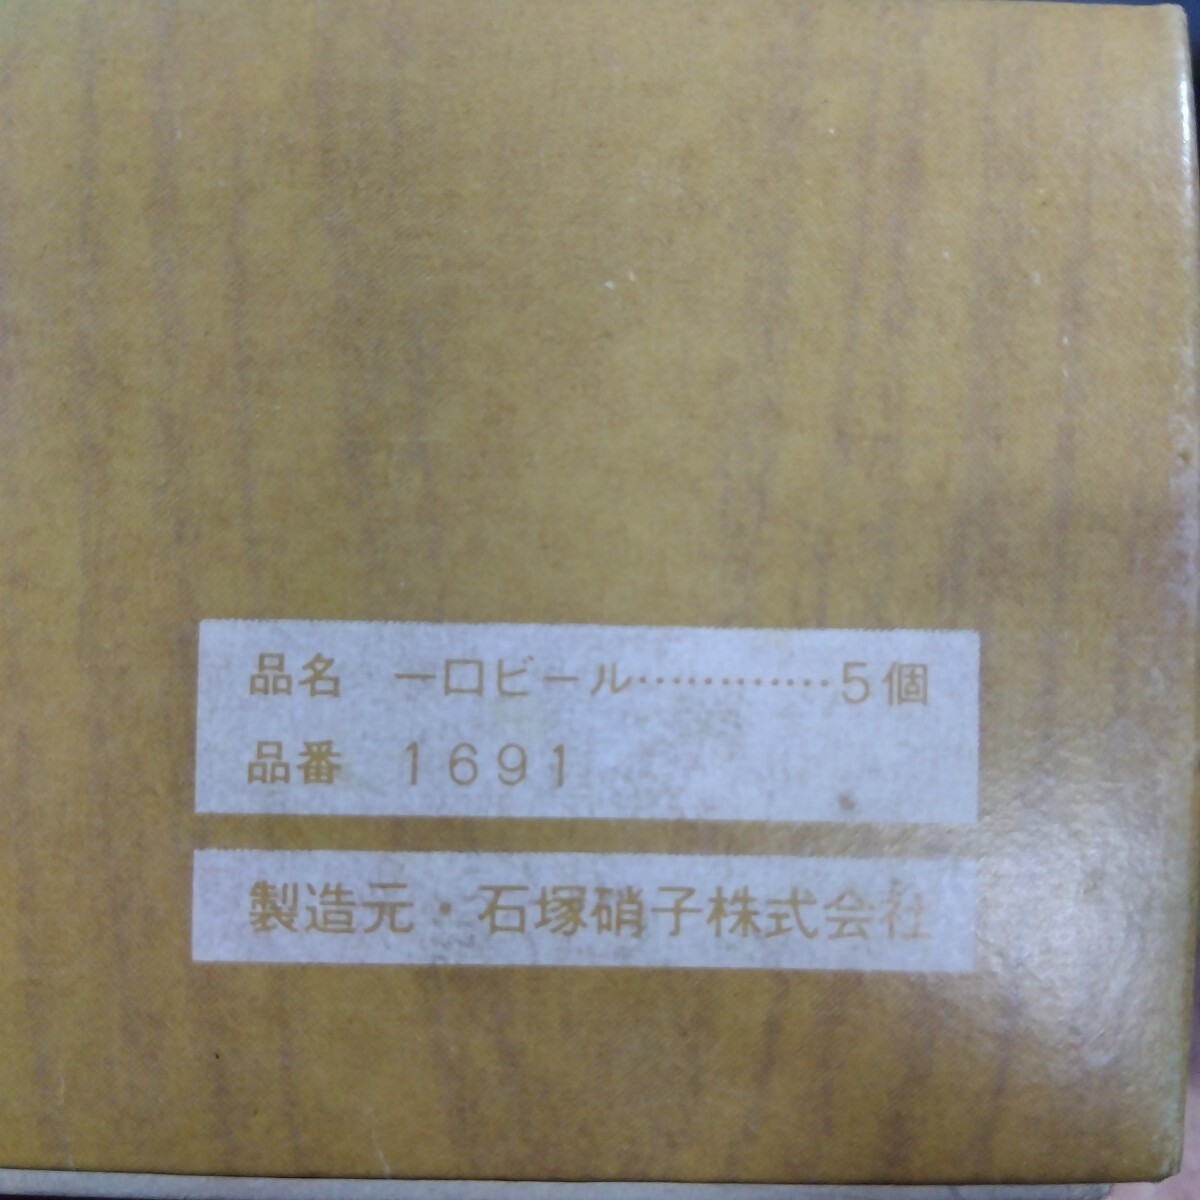 品名　一口ビール…………5個
品番　1691
製造元・石塚硝子株式会社